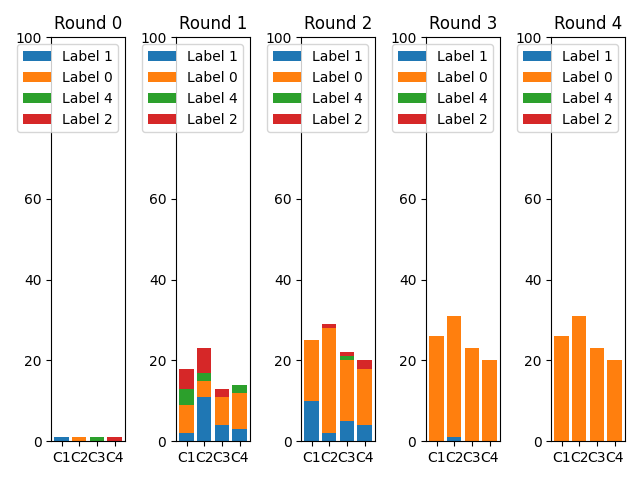 Round 0 Round 1 Round 2 Round 3 Round 4
100 100 100 100 100
Label 1 Label 1 Label 1 Label 1 Label 1
Label 0 Label 0 Label 0 Label 0 Label 0
Label 4 Label 4 Label 4 Label 4 Label 4
Label 2 Label 2 Label 2 Label 2 Label 2
60 60 60 60 60
40 40 40 40 40
20 20 20 20 20
0 0 0 0 0
C1C2C3C4 C1C2C3C4 C1C2C3C4 C1C2C3C4 C1C2C3C4